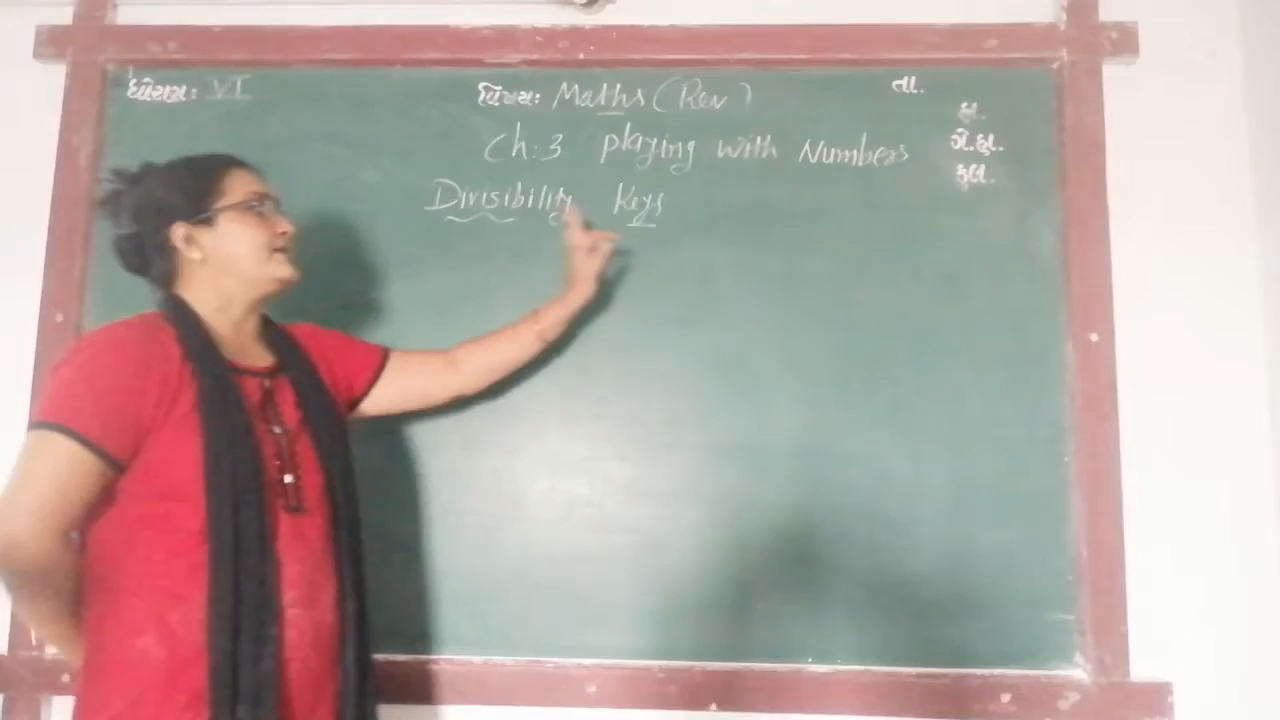 ધોરણ: VI
વિષય: Maths (Rev)
તા.
હા.
Ch:3 playing with Numbers
ગે.હા.
કુલ.
Divisibility Keys